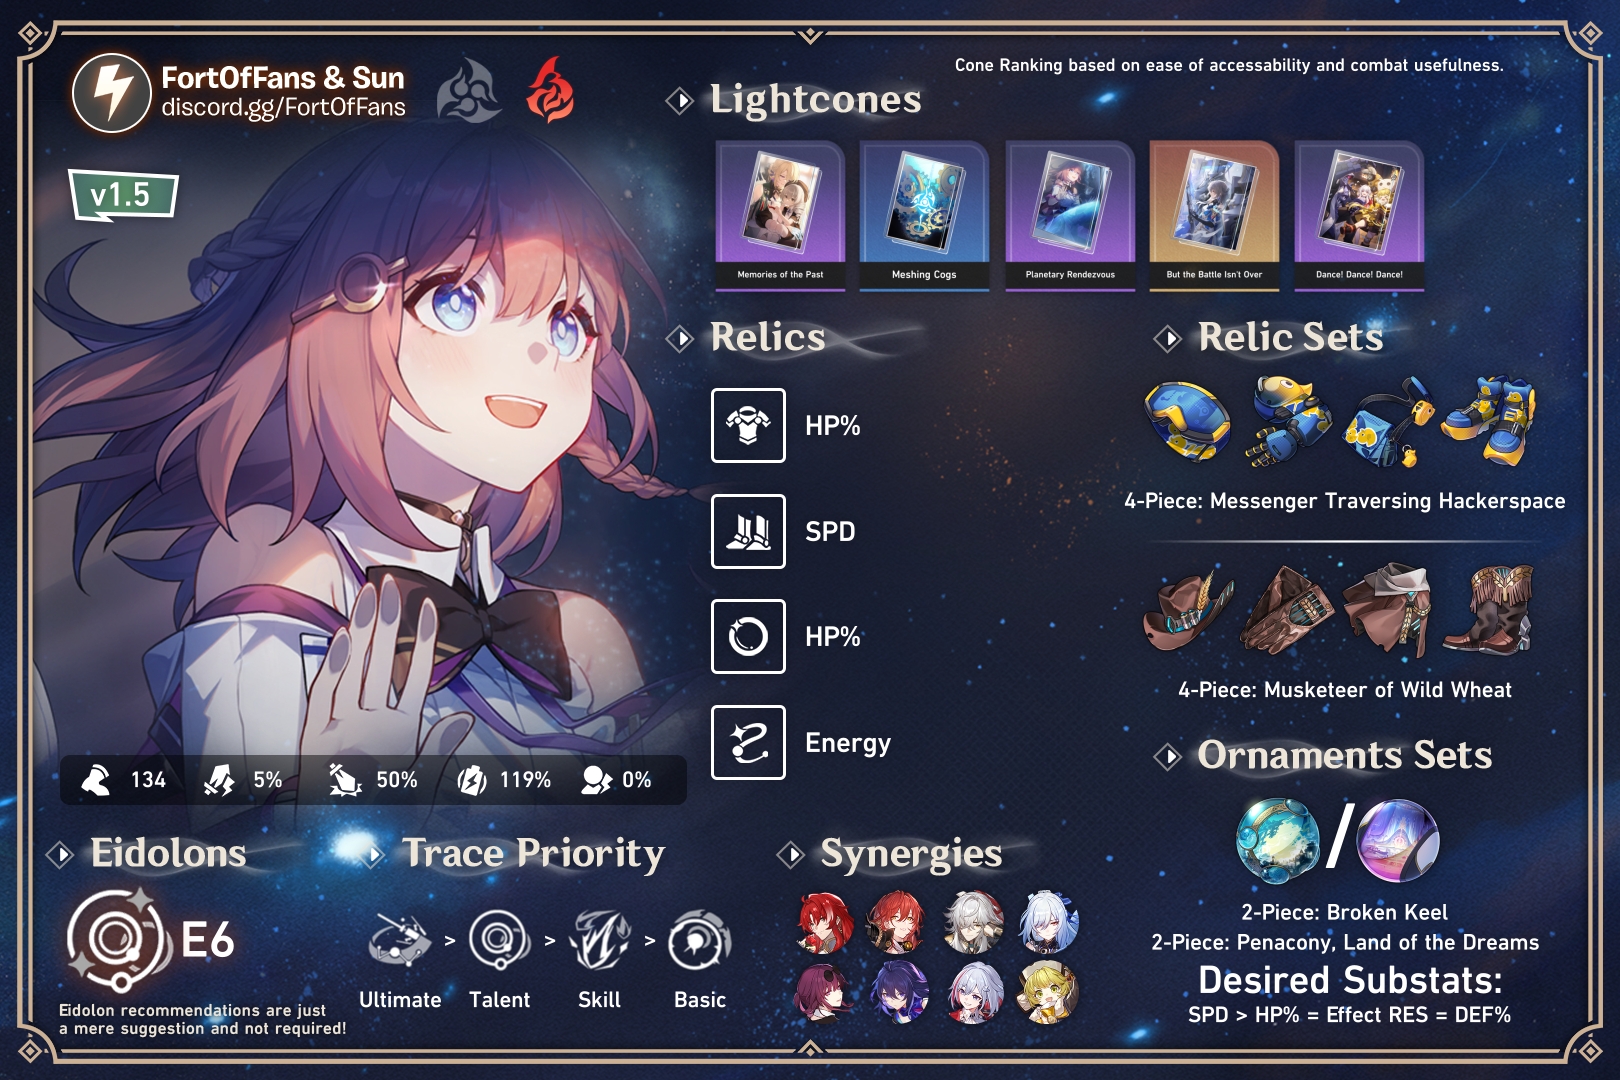 FortOfFans & Sun
discord.gg/FortOfFans
v1.5
Cone Ranking based on ease of accessability and combat usefulness.
Lightcones
Memories of the Past
Meshing Cogs
Planetary Rendezvous
But the Battle Isn't Over
Dance! Dance! Dance!
Relics
HP%
SPD
HP%
Energy
Relic Sets
4-Piece: Messenger Traversing Hackerspace
4-Piece: Musketeer of Wild Wheat
Ornaments Sets
/
2-Piece: Broken Keel
2-Piece: Penacony, Land of the Dreams
Desired Substats:
SPD > HP% = Effect RES = DEF%
134 5% 50% 119% 0%
Eidolons
E6
Eidolon recommendations are just
a mere suggestion and not required!
Trace Priority
> > >
Ultimate Talent Skill Basic
Synergies